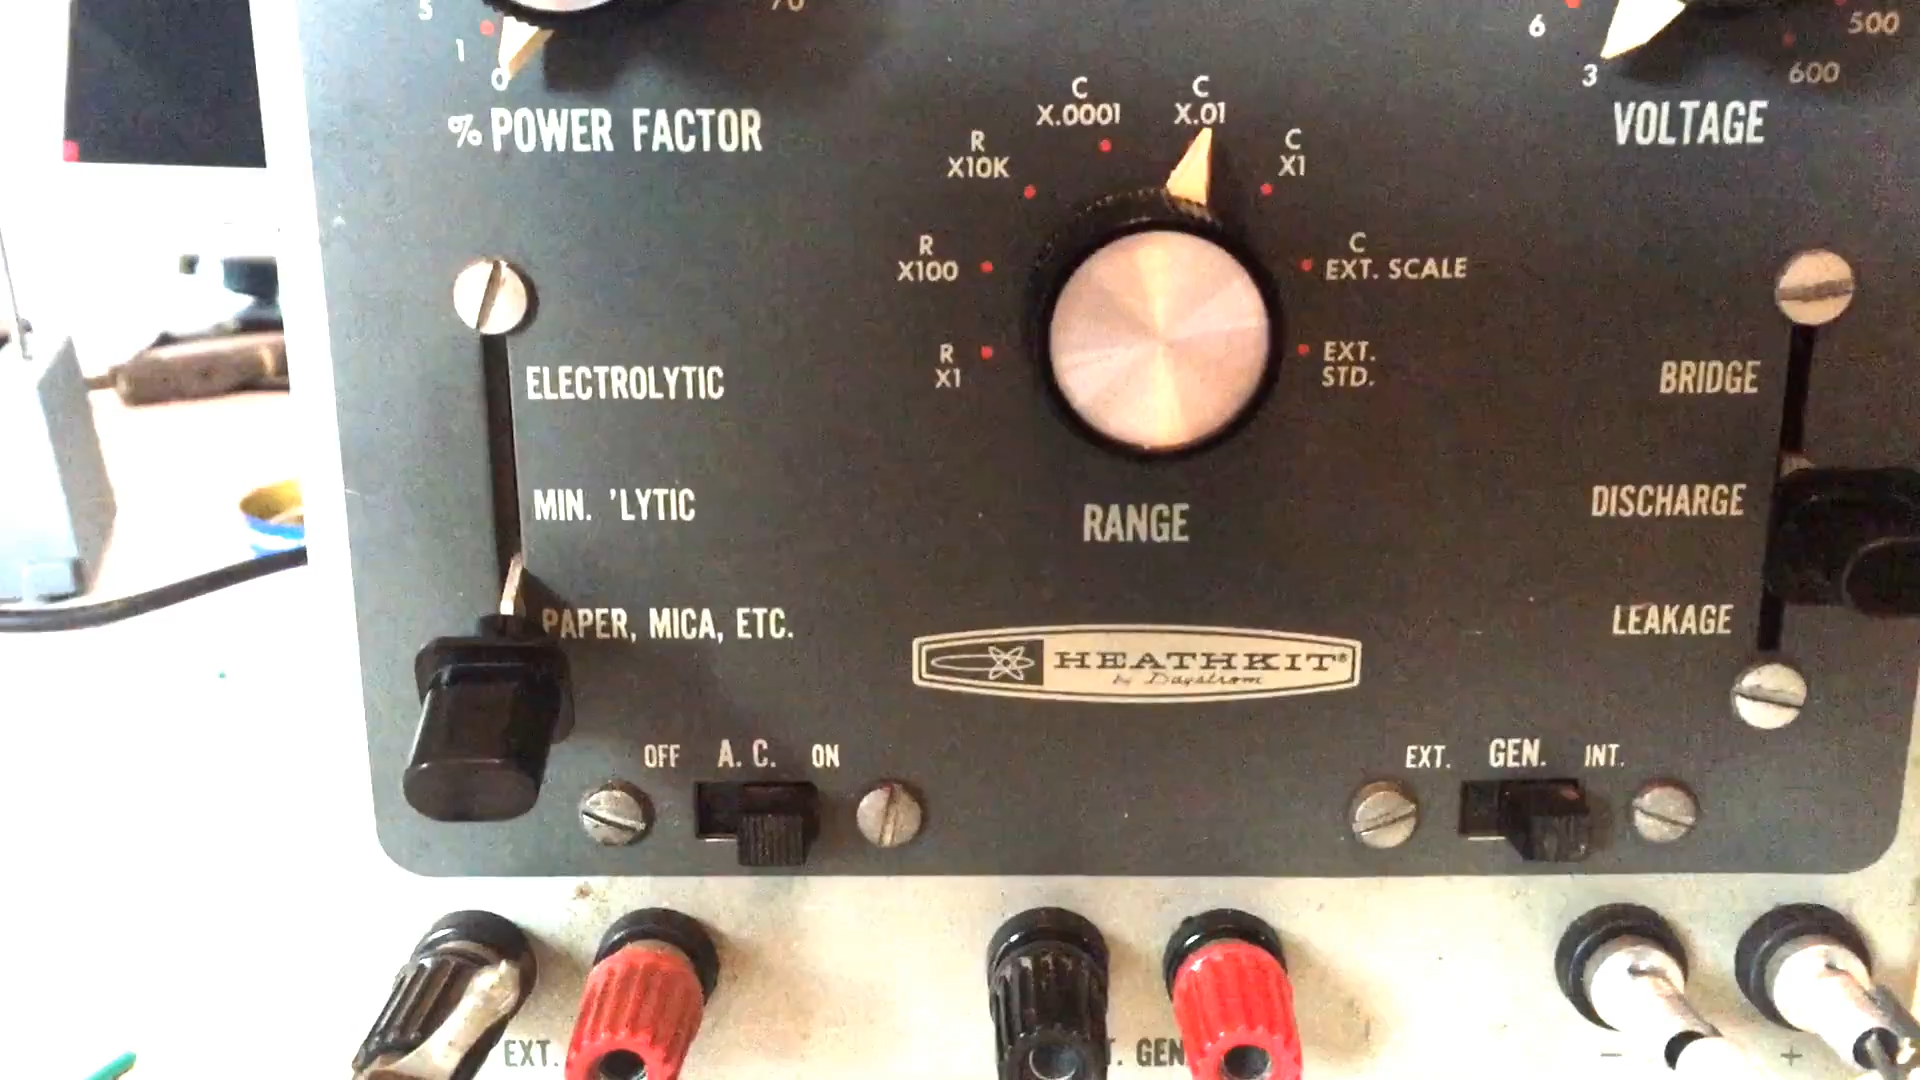 5
70
1
0
% POWER FACTOR
6
500
3
600
VOLTAGE
C
X.0001
C
X.01
R
X10K
C
X1
R
X100
C
EXT. SCALE
R
X1
EXT.
STD.
RANGE
ELECTROLYTIC
MIN. 'LYTIC
PAPER, MICA, ETC.
BRIDGE
DISCHARGE
LEAKAGE
HEATHKIT®
by Daystrom
OFF A.C. ON
EXT. GEN. INT.
EXT.
T. GEN
− +